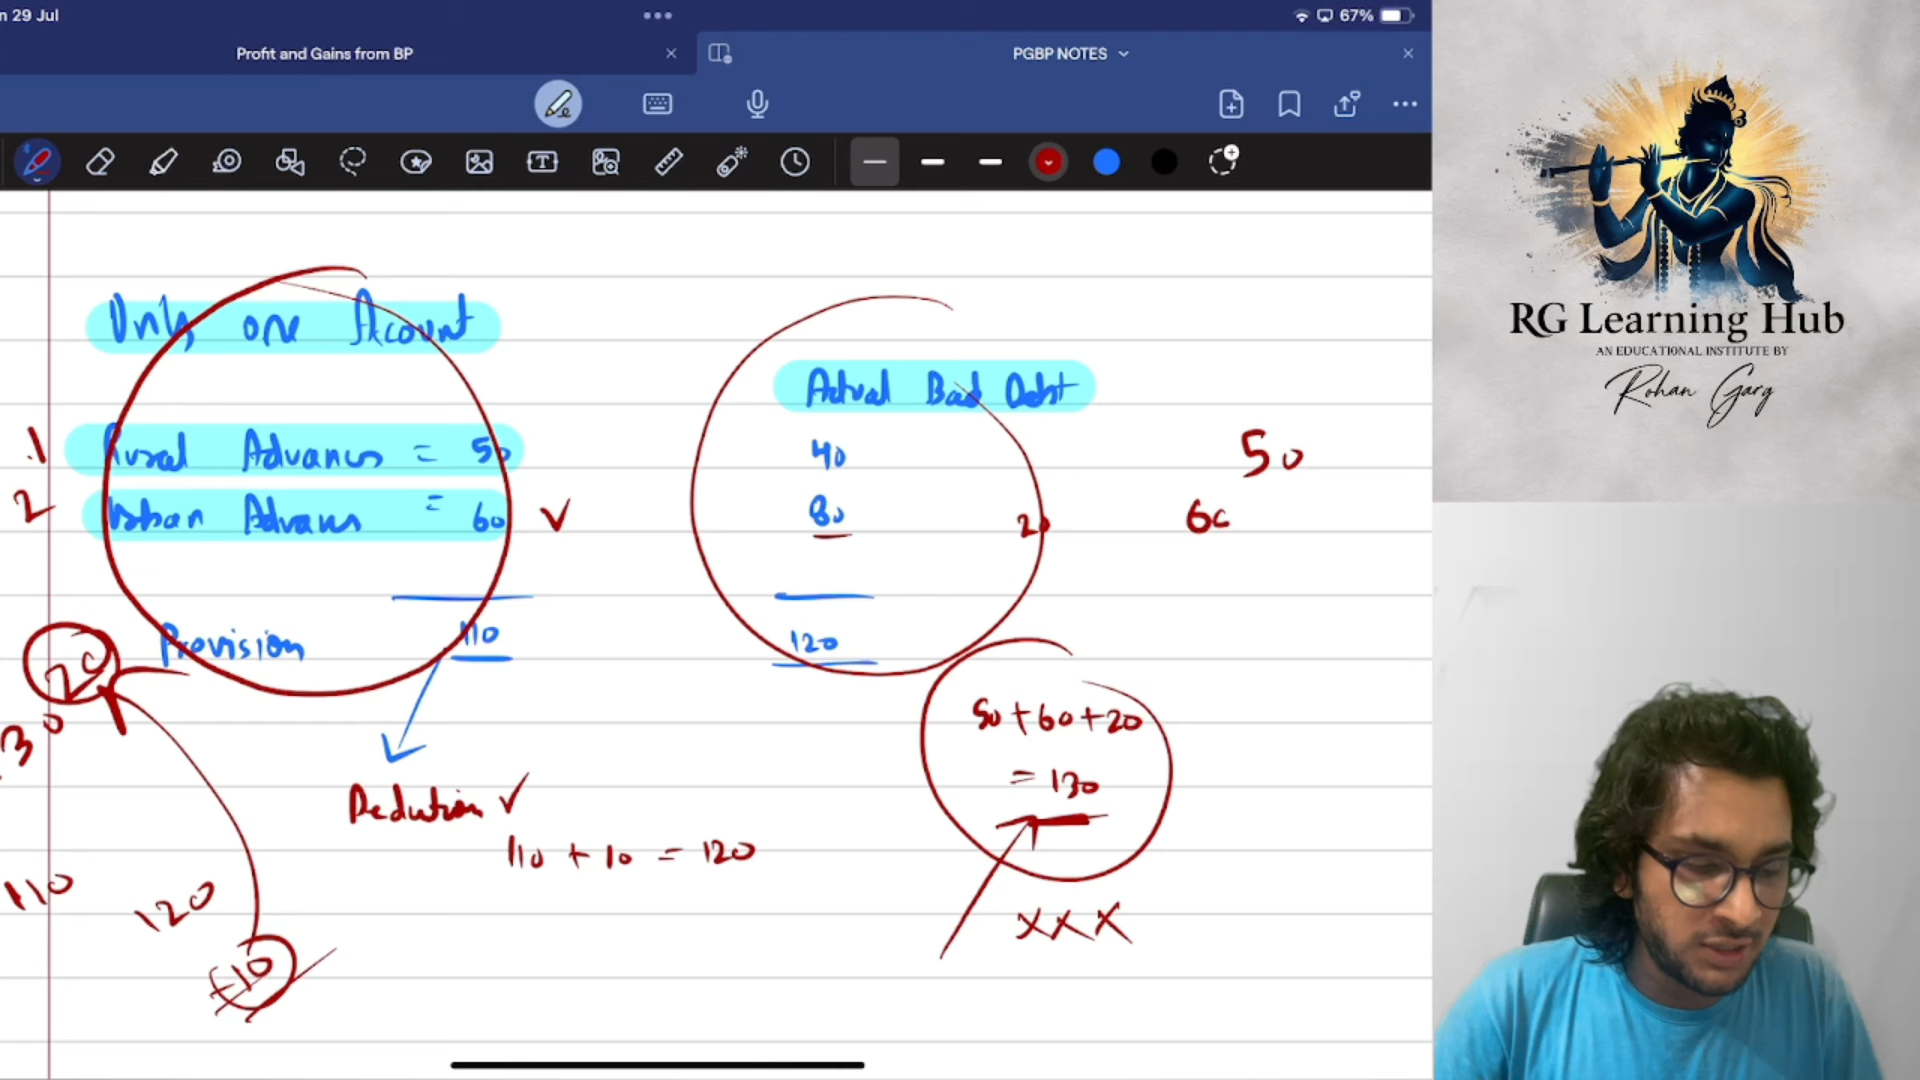 n 29 Jul
67%
Profit and Gains from BP
PGBP NOTES
Only one Account
Actual Bad Debt
1 Rural Advances = 50 40 50
2 Urban Advances = 60 80 20 60
Provision 110 120
20
30
50+60+20
= 130
Deduction
110 + 10 = 120
110
120
+10
XXX
RG Learning Hub
AN EDUCATIONAL INSTITUTE BY
Rohan Garg